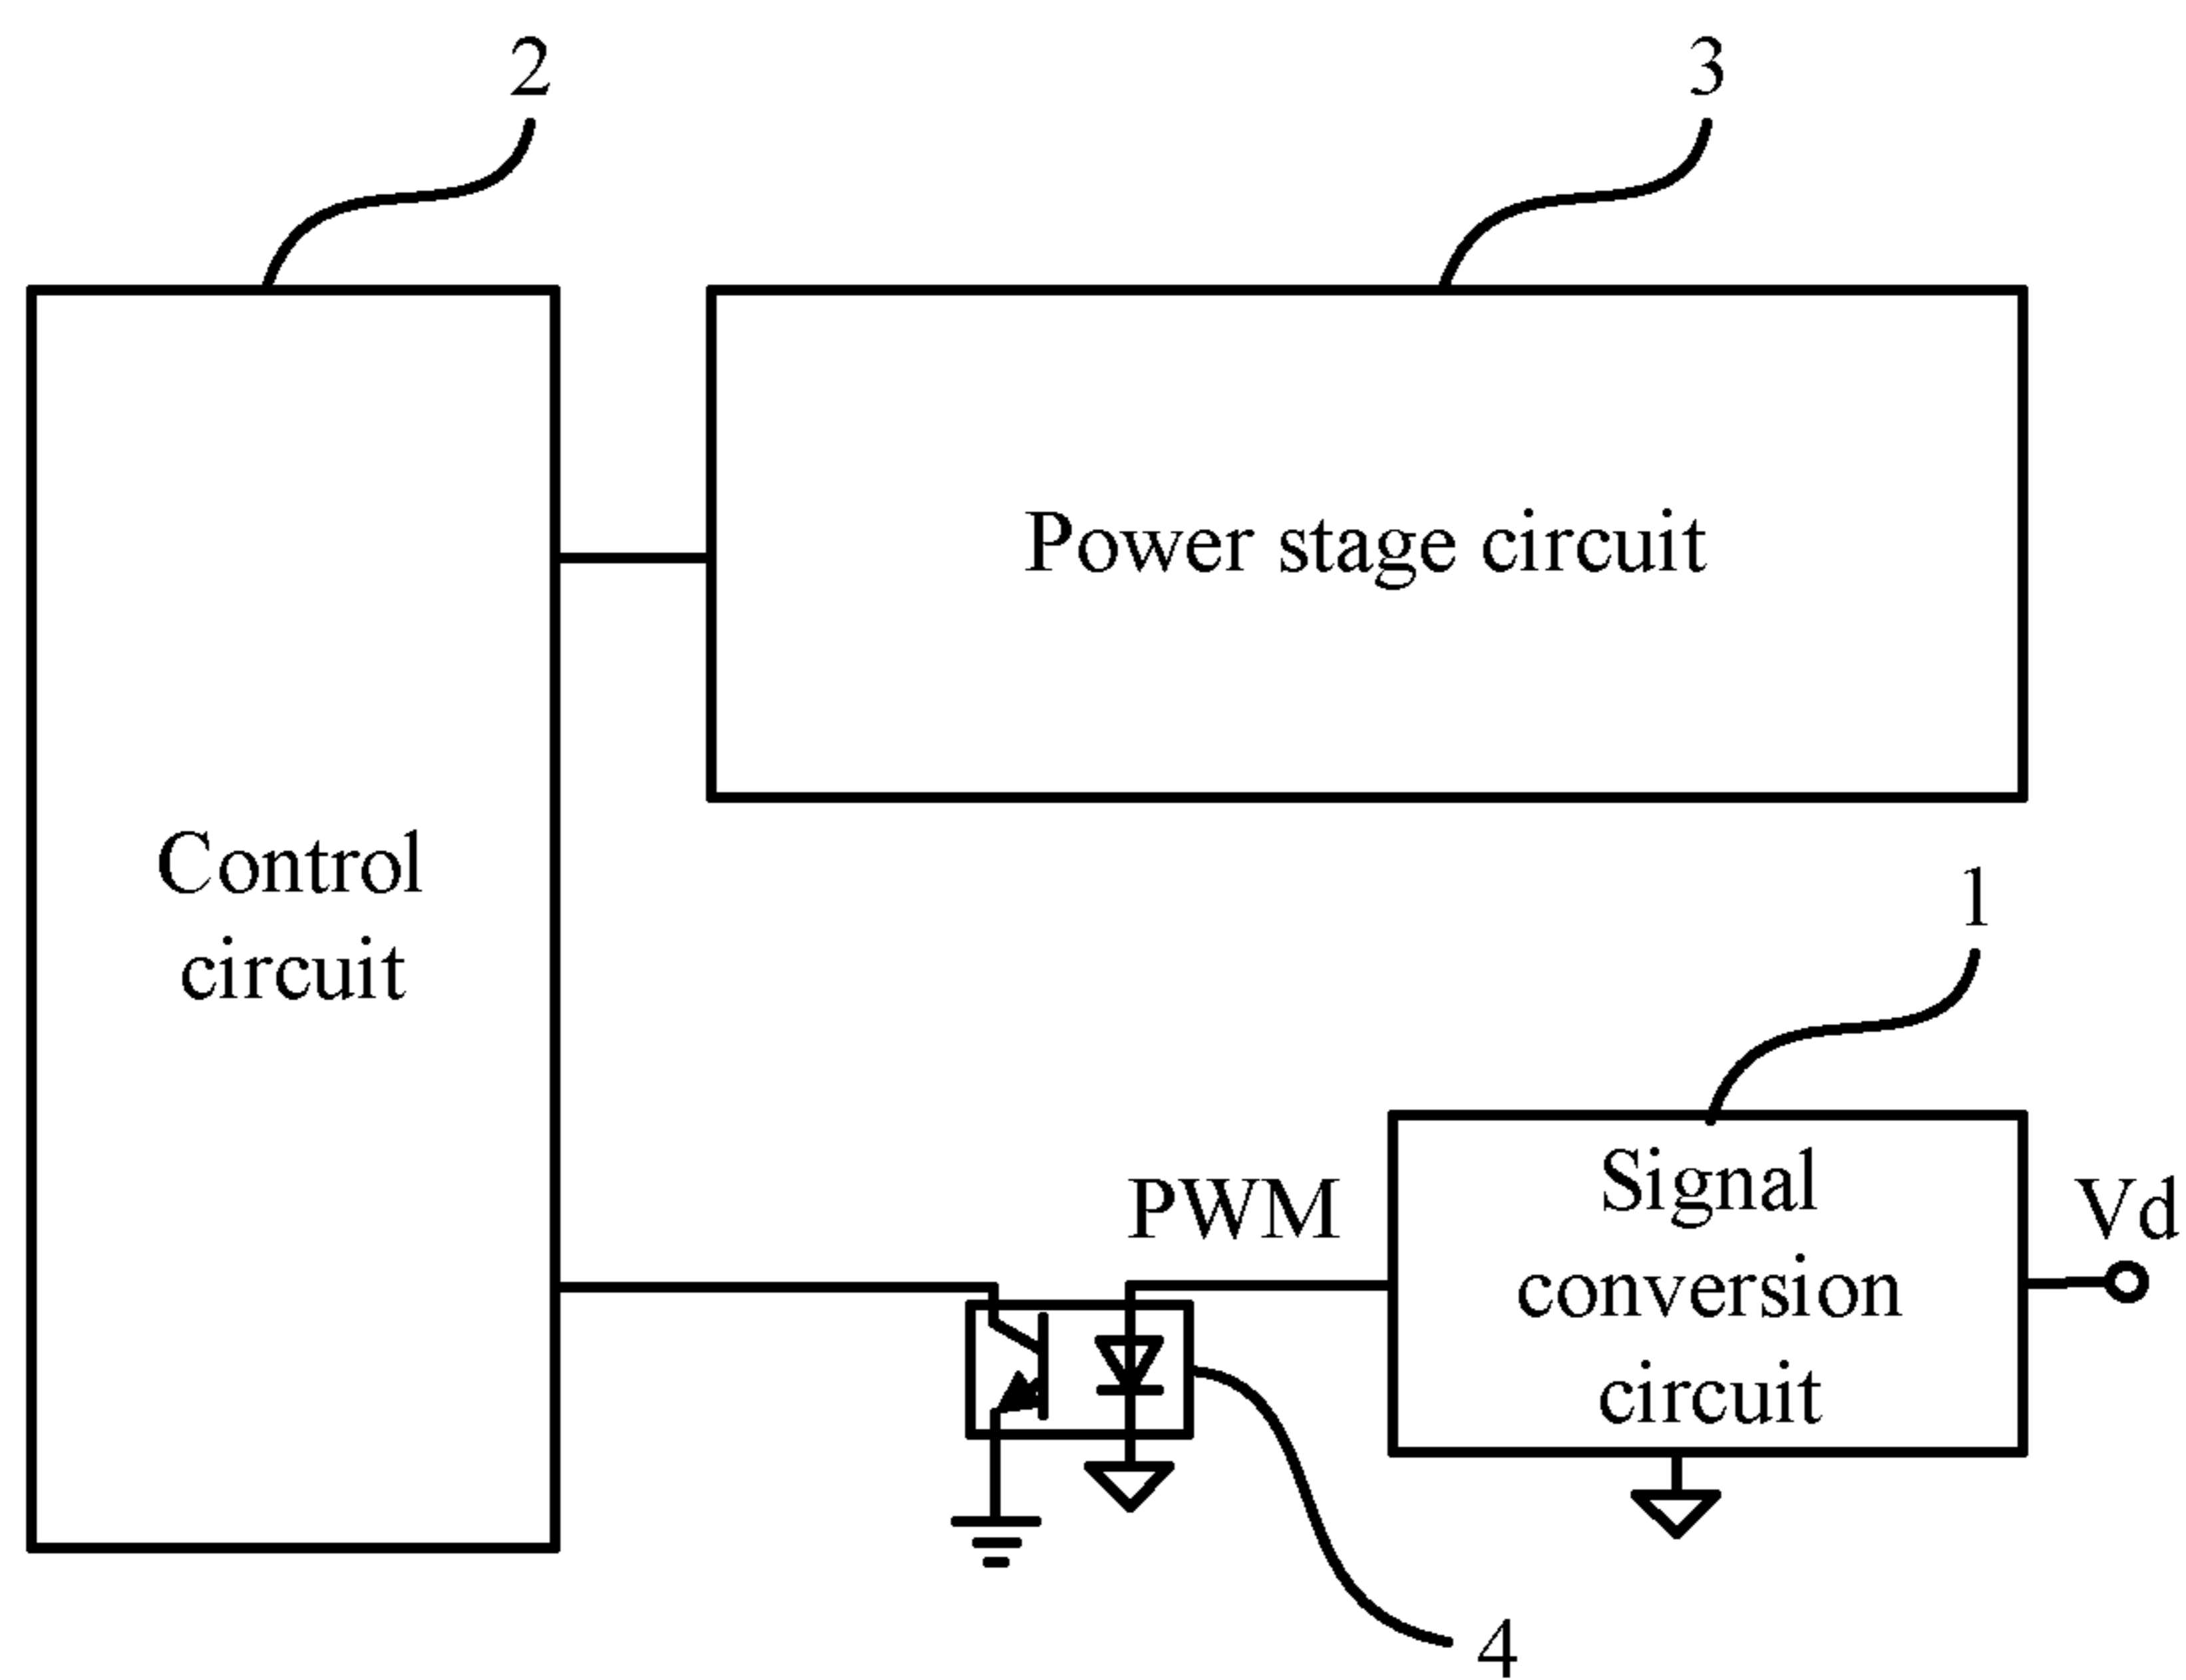 2
3
Power stage circuit
Control
circuit
1
PWM
Signal
conversion
circuit
Vd
4